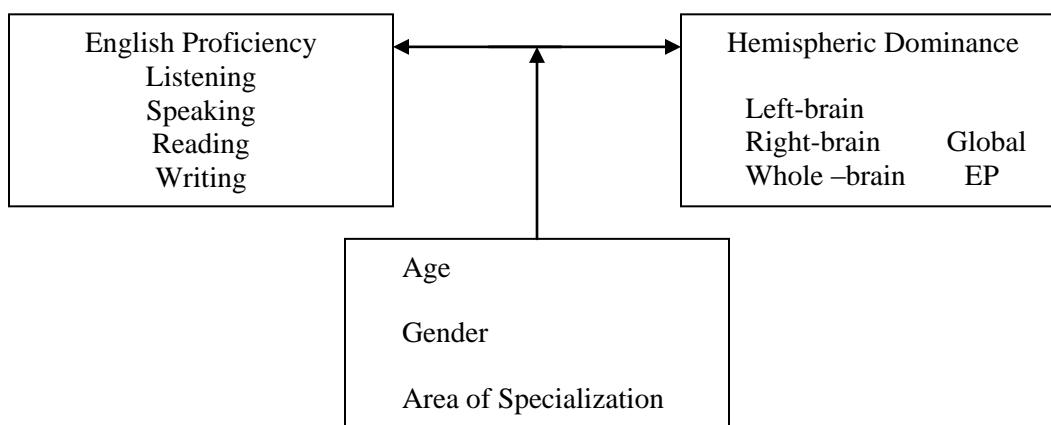 English Proficiency
Listening
Speaking
Reading
Writing
Hemispheric Dominance
Left-brain
Right-brain Global
Whole –brain EP
Age
Gender
Area of Specialization